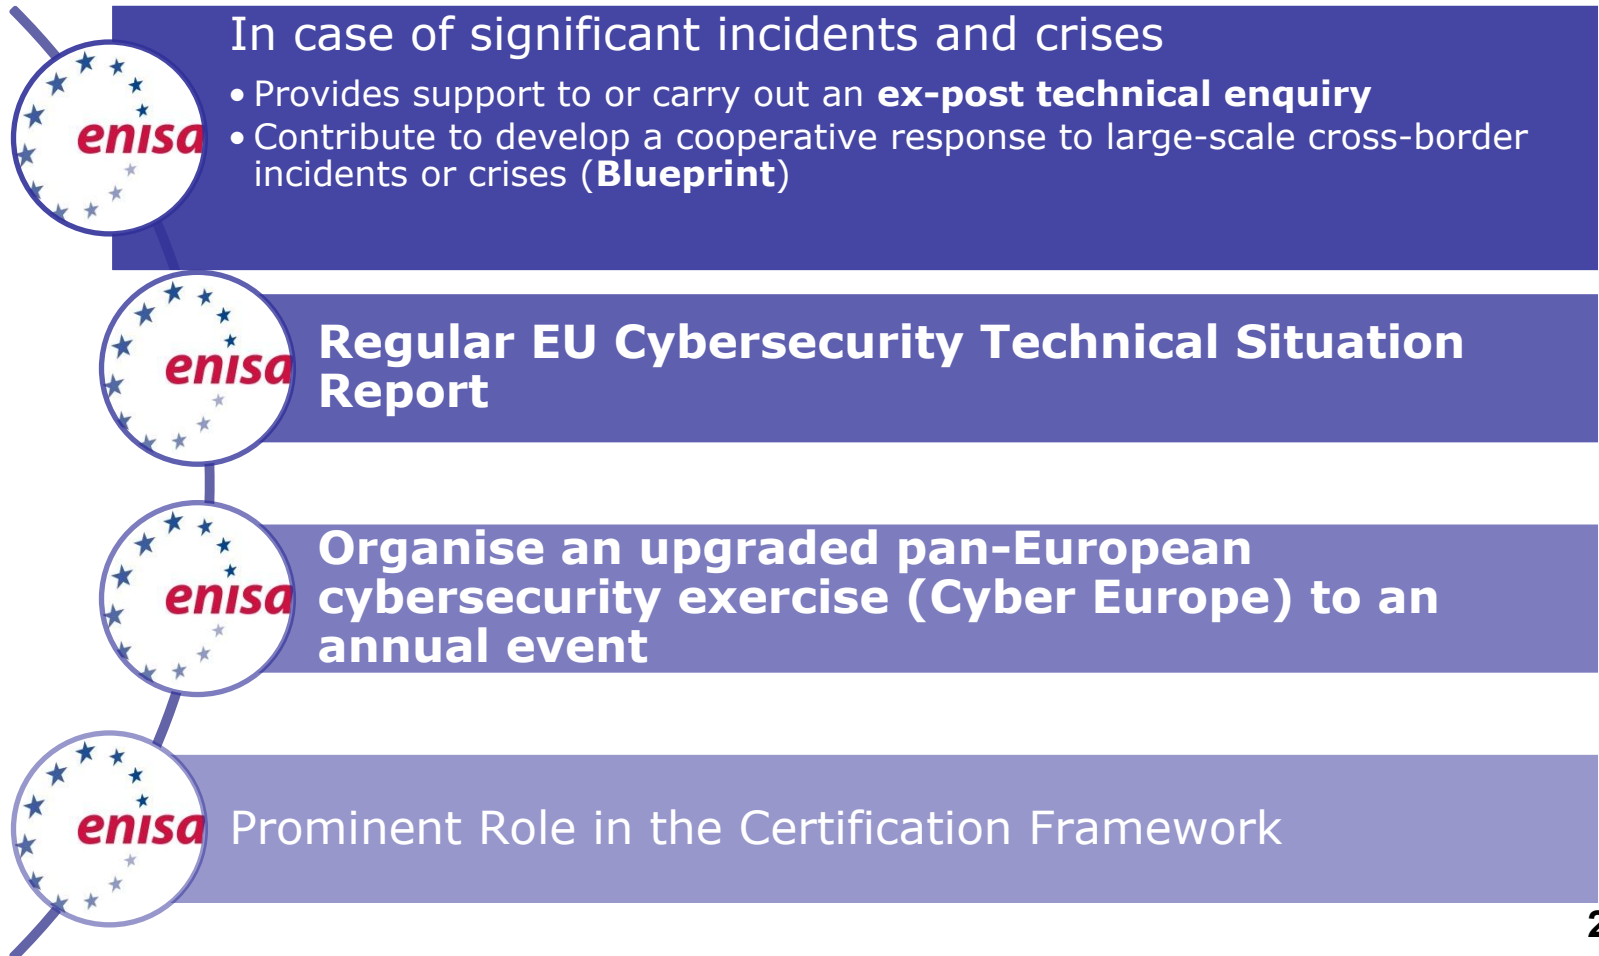 In case of significant incidents and crises
• Provides support to or carry out an ex-post technical enquiry
• Contribute to develop a cooperative response to large-scale cross-border
incidents or crises (Blueprint)
enisa
Regular EU Cybersecurity Technical Situation
Report
enisa
Organise an upgraded pan-European
cybersecurity exercise (Cyber Europe) to an
annual event
enisa
Prominent Role in the Certification Framework
enisa